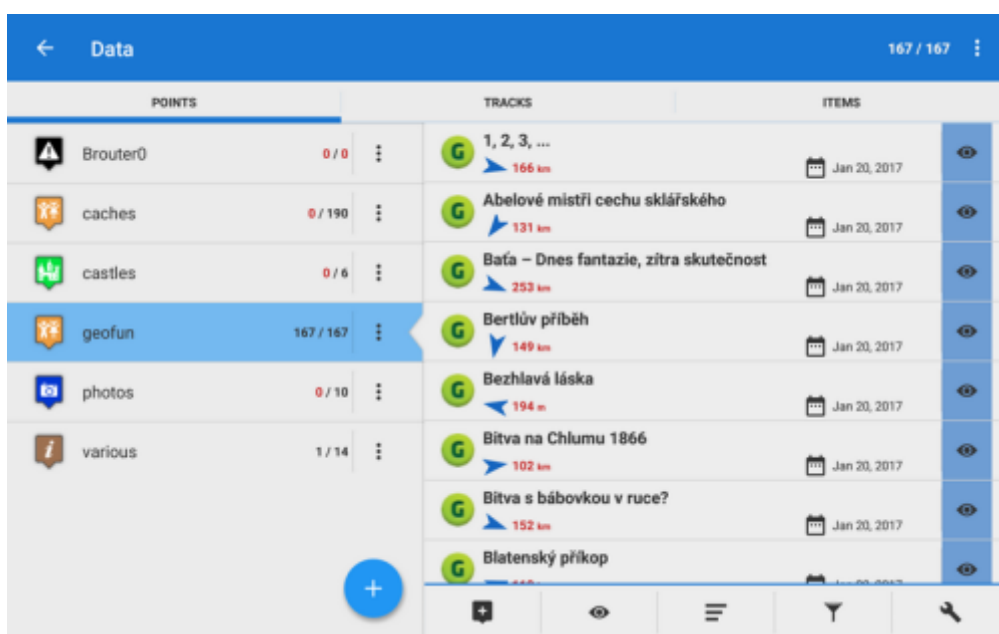 Data
167 / 167
POINTS
TRACKS
ITEMS
Brouter0
0 / 0
caches
0 / 190
castles
0 / 6
geofun
167 / 167
photos
0 / 10
various
1 / 14
G
1, 2, 3, ...
166 km
Jan 20, 2017
G
Abelové mistři cechu sklářského
131 km
Jan 20, 2017
G
Baťa – Dnes fantazie, zítra skutečnost
253 km
Jan 20, 2017
G
Bertlův příběh
149 km
Jan 20, 2017
G
Bezhlavá láska
194 m
Jan 20, 2017
G
Bitva na Chlumu 1866
102 km
Jan 20, 2017
G
Bitva s bábovkou v ruce?
152 km
Jan 20, 2017
G
Blatenský příkop